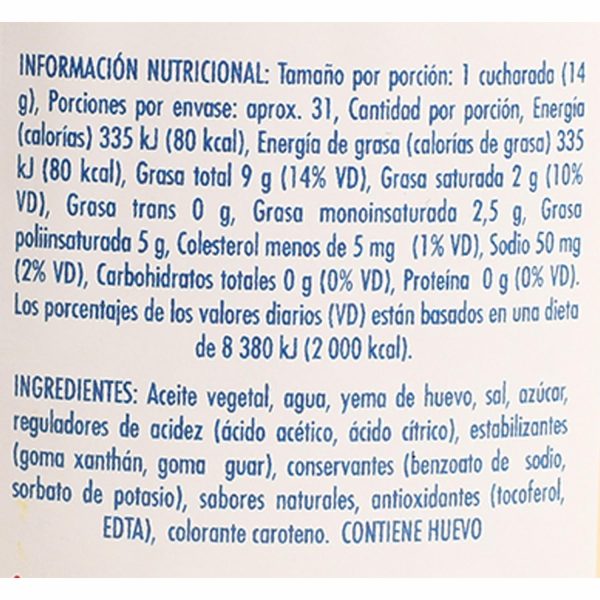 INFORMACIÓN NUTRICIONAL: Tamaño por porción: 1 cucharada (14
g), Porciones por envase: aprox. 31, Cantidad por porción, Energía
(calorías) 335 kJ (80 kcal), Energía de grasa (calorías de grasa) 335
kJ (80 kcal), Grasa total 9 g (14% VD), Grasa saturada 2 g (10%
VD), Grasa trans 0 g, Grasa monoinsaturada 2,5 g, Grasa
poliinsaturada 5 g, Colesterol menos de 5 mg (1% VD), Sodio 50 mg
(2% VD), Carbohidratos totales 0 g (0% VD), Proteína 0 g (0% VD).
Los porcentajes de los valores diarios (VD) están basados en una dieta
de 8 380 kJ (2 000 kcal).
INGREDIENTES: Aceite vegetal, agua, yema de huevo, sal, azúcar,
reguladores de acidez (ácido acético, ácido cítrico), estabilizantes
(goma xanthán, goma guar), conservantes (benzoato de sodio,
sorbato de potasio), sabores naturales, antioxidantes (tocoferol,
EDTA), colorante caroteno. CONTIENE HUEVO